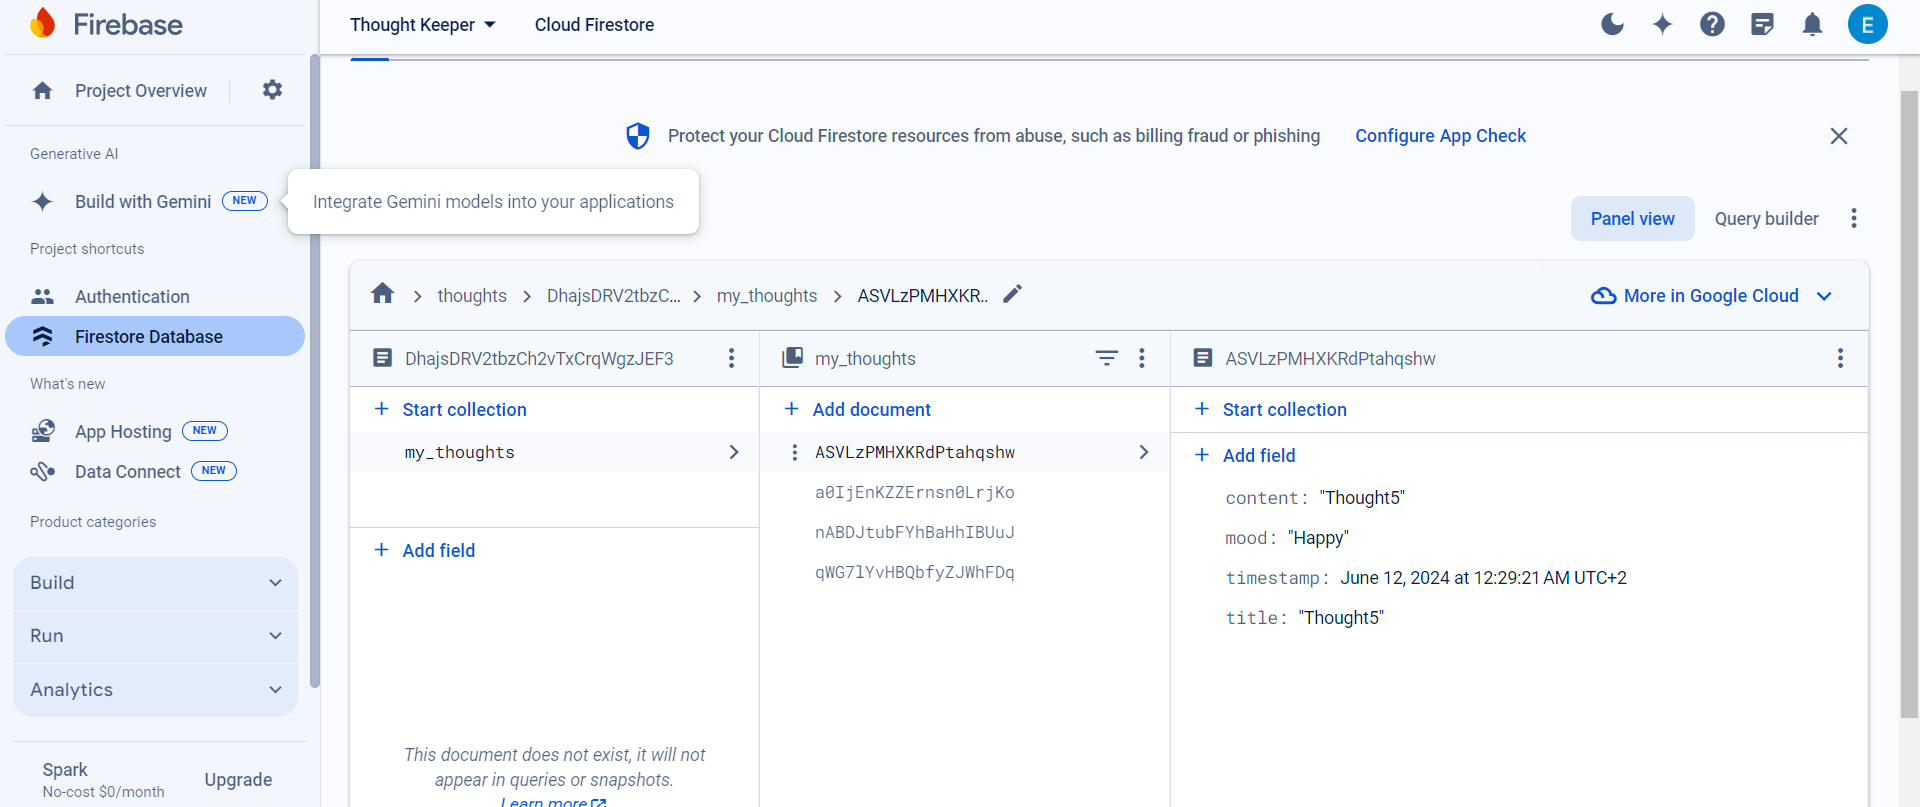 Firebase
Thought Keeper
Cloud Firestore
E
Project Overview
Protect your Cloud Firestore resources from abuse, such as billing fraud or phishing
Configure App Check
Generative AI
Build with Gemini NEW
Integrate Gemini models into your applications
Panel view
Query builder
Project shortcuts
Authentication
Firestore Database
What's new
App Hosting NEW
Data Connect NEW
Product categories
Build
Run
Analytics
Spark
No-cost $0/month
Upgrade
thoughts
DhajsDRV2tbzC...
my_thoughts
ASVLzPMHXKR..
More in Google Cloud
DhajsDRV2tbzCh2vTxCrqWgzJEF3
+ Start collection
my_thoughts
+ Add field
This document does not exist, it will not
appear in queries or snapshots.
Learn more
my_thoughts
+ Add document
ASVLzPMHXKRdPtahqshw
a0IjEnKZZErnsn0LrjKo
nABDJtubFYhBaHhIBUuJ
qWG7lYvHBQbfyZJWhFDq
ASVLzPMHXKRdPtahqshw
+ Start collection
+ Add field
content: "Thought5"
mood: "Happy"
timestamp: June 12, 2024 at 12:29:21 AM UTC+2
title: "Thought5"